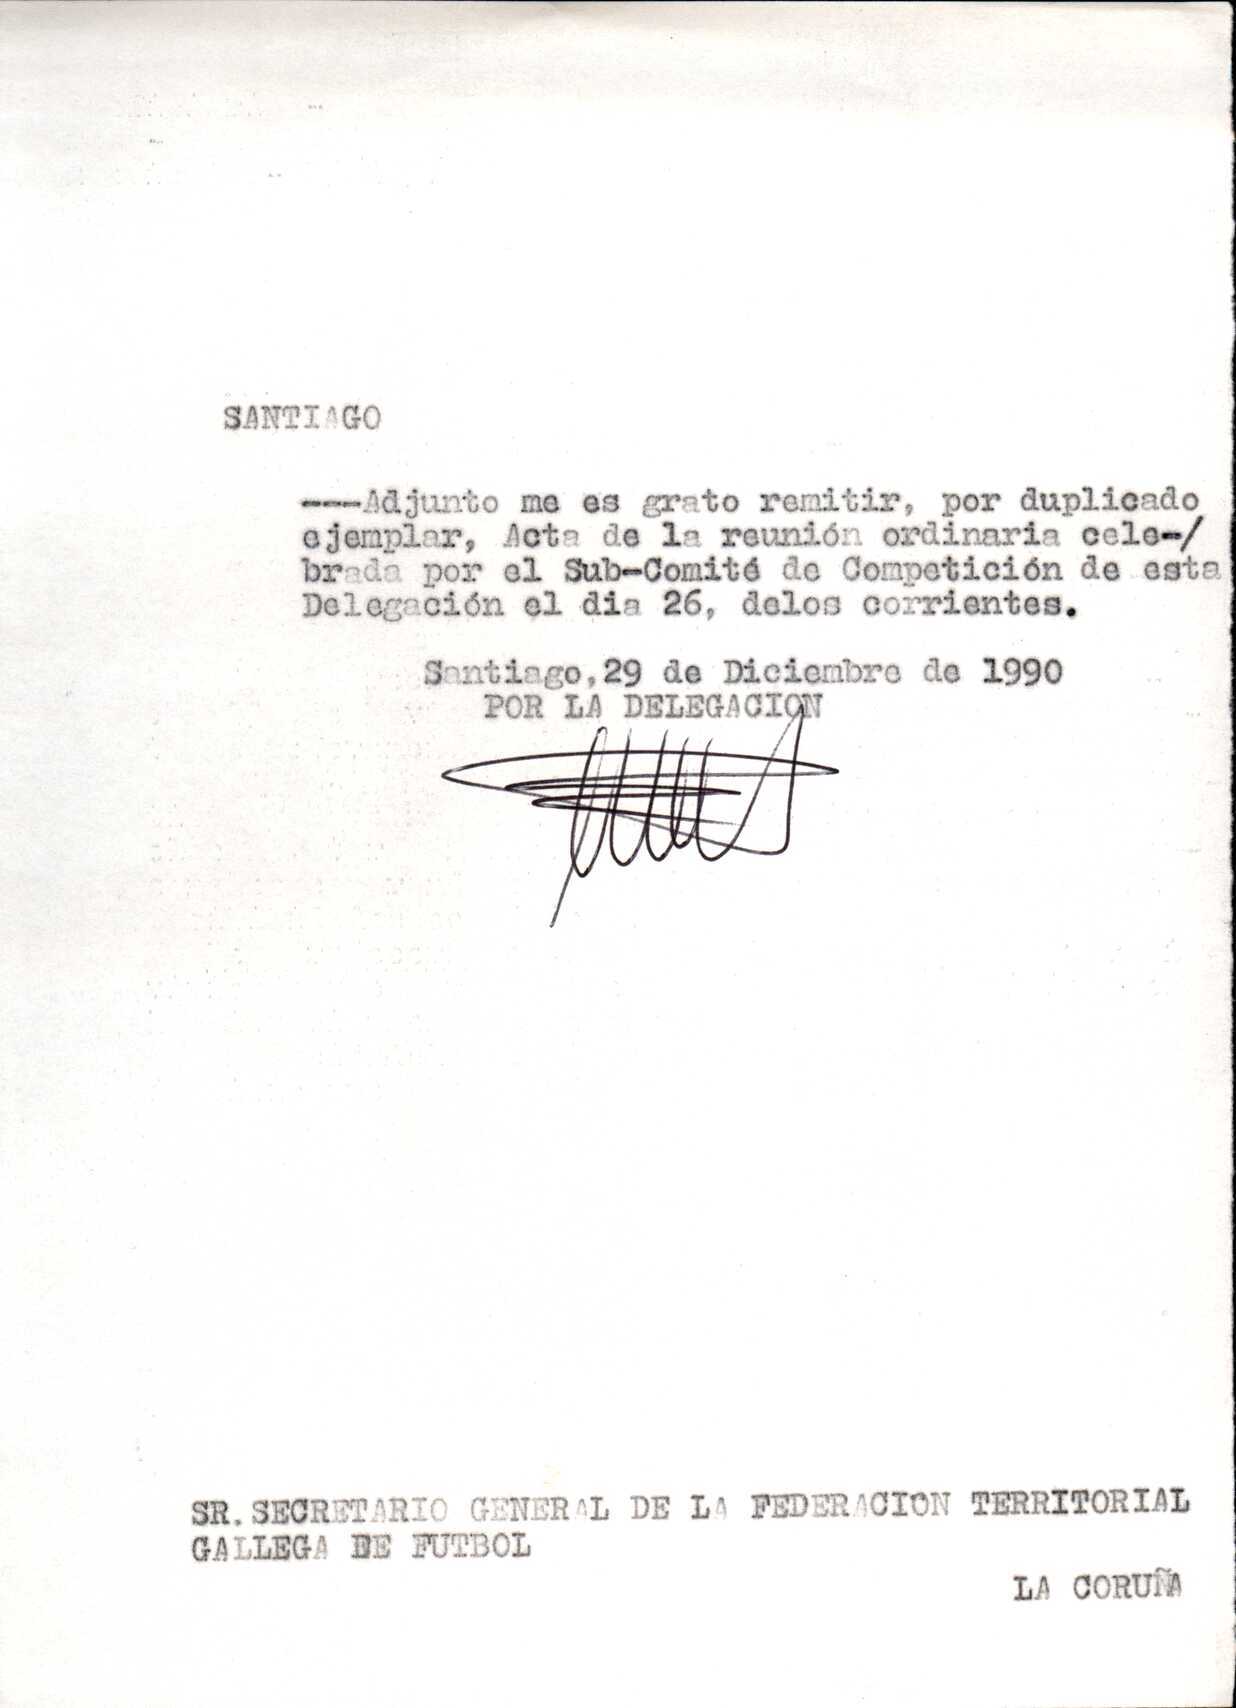 SANTIAGO
---Adjunto me es grato remitir, por duplicado
ejemplar, Acta de la reunión ordinaria cele-/
brada por el Sub-Comité de Competición de esta
Delegación el dia 26, delos corrientes.
Santiago,29 de Diciembre de 1990
POR LA DELEGACION
SR.SECRETARIO GENERAL DE LA FEDERACION TERRITORIAL
GALLEGA DE FUTBOL
LA CORUÑA